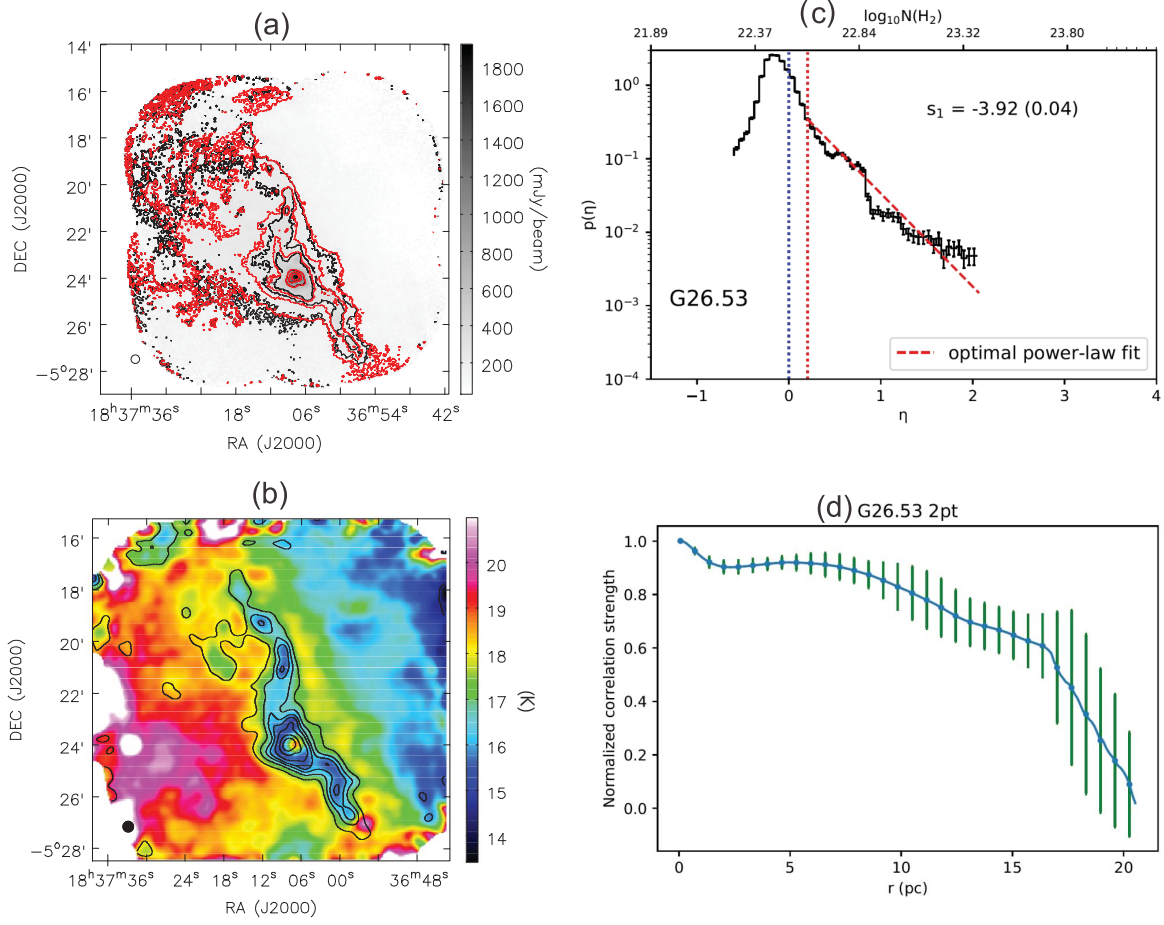 (a)
14'
16'
18'
20'
22'
24'
26'
−5°28'
DEC (J2000)
18ʰ37ᵐ36ˢ 18ˢ 06ˢ 36ᵐ54ˢ 42ˢ
RA (J2000)
1800
1600
1400
1200
1000
800
600
400
200
(mJy/beam)
(c)
log₁₀N(H₂)
21.89 22.37 22.84 23.32 23.80
10⁰
10⁻¹
10⁻²
10⁻³
10⁻⁴
p(η)
s₁ = -3.92 (0.04)
G26.53
optimal power-law fit
−1 0 1 2 3 4
η
(b)
16'
18'
20'
22'
24'
26'
−5°28'
DEC (J2000)
18ʰ37ᵐ36ˢ 24ˢ 12ˢ 06ˢ 00ˢ 36ᵐ48ˢ
RA (J2000)
20
19
18
17
16
15
14
(K)
(d) G26.53 2pt
1.0
0.8
0.6
0.4
0.2
0.0
Normalized correlation strength
0 5 10 15 20
r (pc)